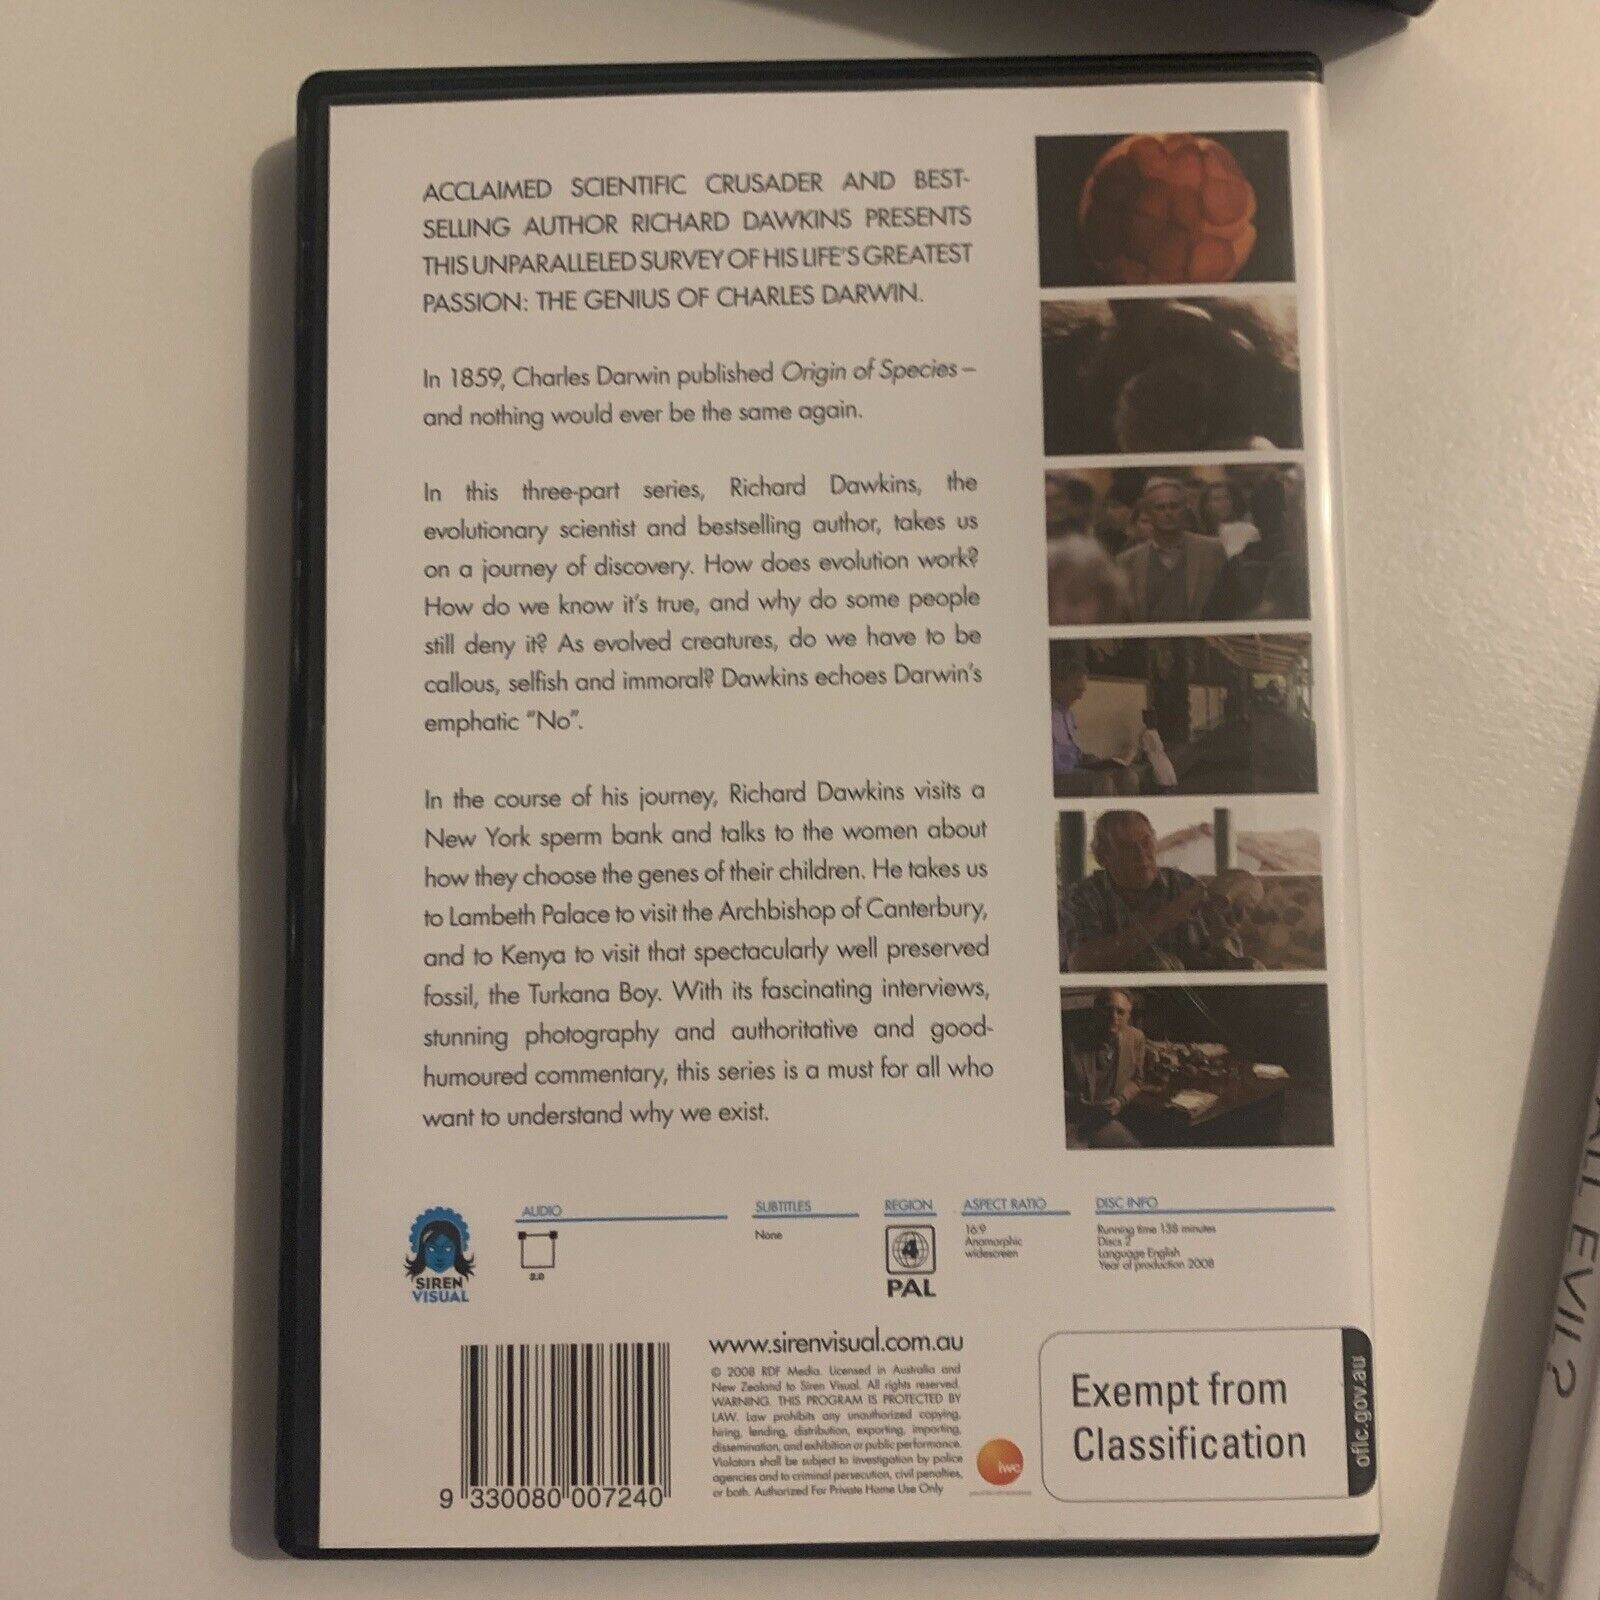 ACCLAIMED SCIENTIFIC CRUSADER AND BEST-
SELLING AUTHOR RICHARD DAWKINS PRESENTS
THIS UNPARALLELED SURVEY OF HIS LIFE'S GREATEST
PASSION: THE GENIUS OF CHARLES DARWIN.
In 1859, Charles Darwin published Origin of Species –
and nothing would ever be the same again.
In this three-part series, Richard Dawkins, the
evolutionary scientist and bestselling author, takes us
on a journey of discovery. How does evolution work?
How do we know it's true, and why do some people
still deny it? As evolved creatures, do we have to be
callous, selfish and immoral? Dawkins echoes Darwin's
emphatic "No".
In the course of his journey, Richard Dawkins visits a
New York sperm bank and talks to the women about
how they choose the genes of their children. He takes us
to Lambeth Palace to visit the Archbishop of Canterbury,
and to Kenya to visit that spectacularly well preserved
fossil, the Turkana Boy. With its fascinating interviews,
stunning photography and authoritative and good-
humoured commentary, this series is a must for all who
want to understand why we exist.
SIREN
VISUAL
AUDIO
2.0
SUBTITLES
None
REGION
4
PAL
ASPECT RATIO
16:9
Anamorphic
widescreen
DISC INFO
Running time 138 minutes
Discs 2
Language English
Year of production 2008
9 330080 007240
www.sirenvisual.com.au
© 2008 RDF Media. Licensed in Australia and
New Zealand to Siren Visual. All rights reserved.
WARNING. THIS PROGRAM IS PROTECTED BY
LAW. Law prohibits any unauthorized copying,
hiring, lending, distribution, exporting, importing,
dissemination, and exhibition or public performance.
Violators shall be subject to investigation by police
agencies and to criminal persecution, civil penalties,
or both. Authorized For Private Home Use Only
iwc
Exempt from
Classification
oflc.gov.au
ALL EVIL?